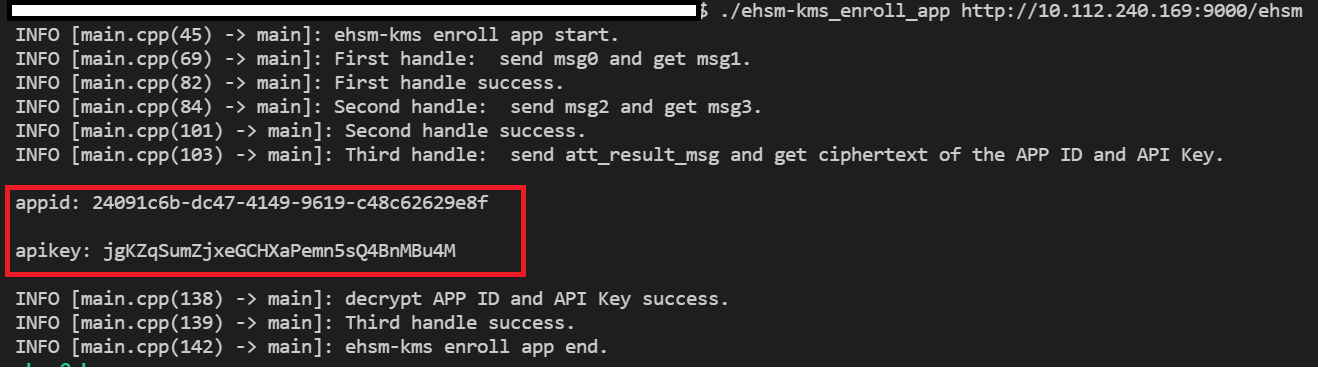 $ ./ehsm-kms_enroll_app http://10.112.240.169:9000/ehsm
INFO [main.cpp(45) -> main]: ehsm-kms enroll app start.
INFO [main.cpp(69) -> main]: First handle:  send msg0 and get msg1.
INFO [main.cpp(82) -> main]: First handle success.
INFO [main.cpp(84) -> main]: Second handle:  send msg2 and get msg3.
INFO [main.cpp(101) -> main]: Second handle success.
INFO [main.cpp(103) -> main]: Third handle:  send att_result_msg and get ciphertext of the APP ID and API Key.
appid: 24091c6b-dc47-4149-9619-c48c62629e8f
apikey: jgKZqSumZjxeGCHXaPemn5sQ4BnMBu4M
INFO [main.cpp(138) -> main]: decrypt APP ID and API Key success.
INFO [main.cpp(139) -> main]: Third handle success.
INFO [main.cpp(142) -> main]: ehsm-kms enroll app end.